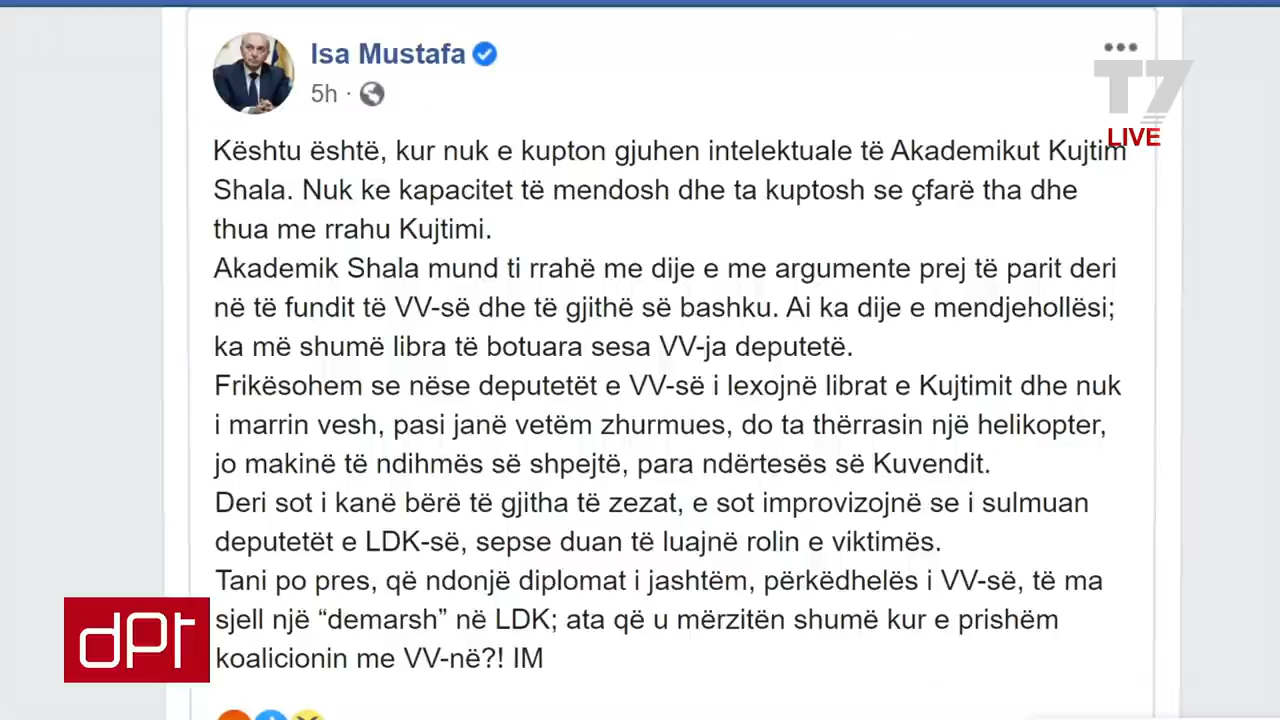 Isa Mustafa
5h ·
T7
LIVE
Kështu është, kur nuk e kupton gjuhen intelektuale të Akademikut Kujtim
Shala. Nuk ke kapacitet të mendosh dhe ta kuptosh se çfarë tha dhe
thua me rrahu Kujtimi.
Akademik Shala mund ti rrahë me dije e me argumente prej të parit deri
në të fundit të VV-së dhe të gjithë së bashku. Ai ka dije e mendjehollësi;
ka më shumë libra të botuara sesa VV-ja deputetë.
Frikësohem se nëse deputetët e VV-së i lexojnë librat e Kujtimit dhe nuk
i marrin vesh, pasi janë vetëm zhurmues, do ta thërrasin një helikopter,
jo makinë të ndihmës së shpejtë, para ndërtesës së Kuvendit.
Deri sot i kanë bërë të gjitha të zezat, e sot improvizojnë se i sulmuan
deputetët e LDK-së, sepse duan të luajnë rolin e viktimës.
Tani po pres, që ndonjë diplomat i jashtëm, përkëdhelës i VV-së, të ma
sjell një “demarsh” në LDK; ata që u mërzitën shumë kur e prishëm
koalicionin me VV-në?! IM
dPT